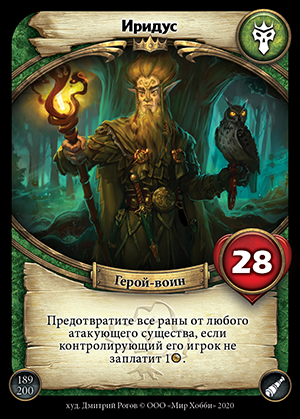 Иридус
Герой-воин
28
Предотвратите все раны от любого
атакующего существа, если
контролирующий его игрок не
заплатит 1.
189
200
худ. Дмитрий Рогов © ООО «Мир Хобби» 2020